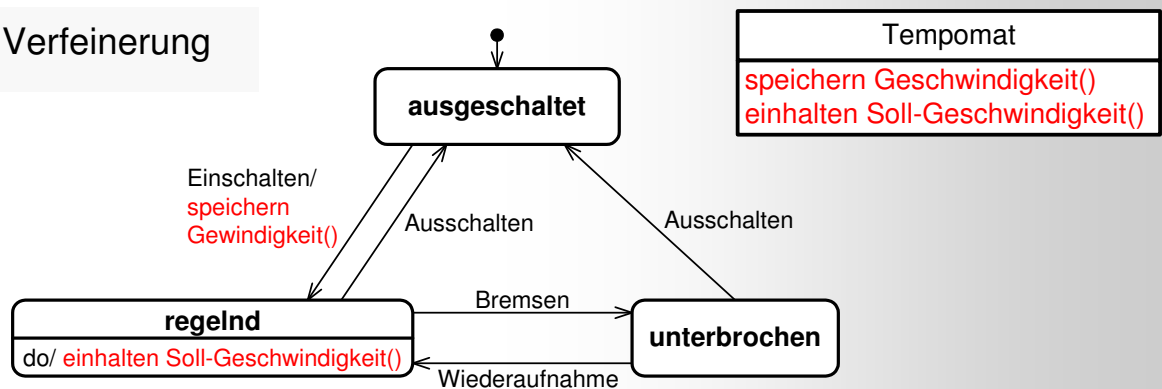 Verfeinerung
Tempomat
speichern Geschwindigkeit()
einhalten Soll-Geschwindigkeit()
ausgeschaltet
Einschalten/
speichern
Gewindigkeit()
Ausschalten
Ausschalten
regelnd
do/ einhalten Soll-Geschwindigkeit()
Bremsen
unterbrochen
Wiederaufnahme